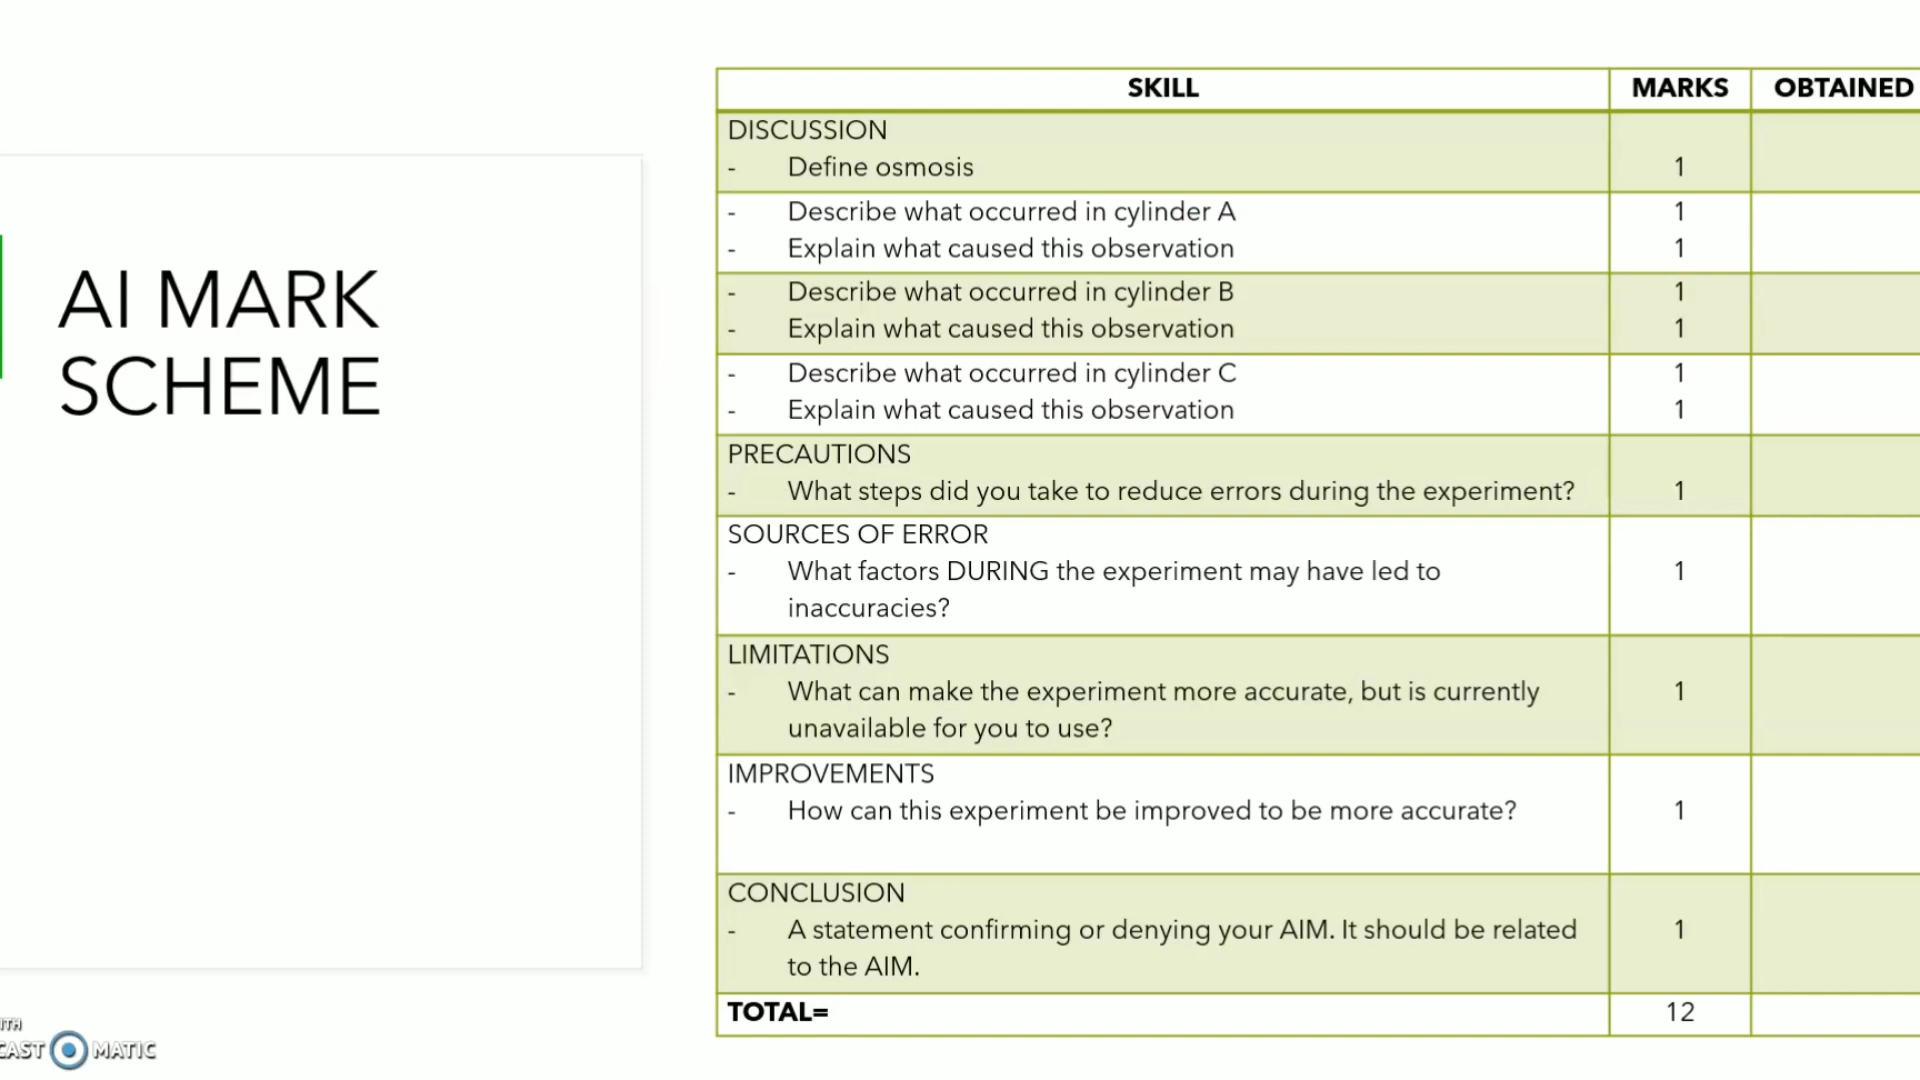 AI MARK
SCHEME
SKILL MARKS OBTAINED
DISCUSSION
- Define osmosis 1
- Describe what occurred in cylinder A 1
- Explain what caused this observation 1
- Describe what occurred in cylinder B 1
- Explain what caused this observation 1
- Describe what occurred in cylinder C 1
- Explain what caused this observation 1
PRECAUTIONS
- What steps did you take to reduce errors during the experiment? 1
SOURCES OF ERROR
- What factors DURING the experiment may have led to 1
inaccuracies?
LIMITATIONS
- What can make the experiment more accurate, but is currently 1
unavailable for you to use?
IMPROVEMENTS
- How can this experiment be improved to be more accurate? 1
CONCLUSION
- A statement confirming or denying your AIM. It should be related 1
to the AIM.
TOTAL= 12
CAST MATIC